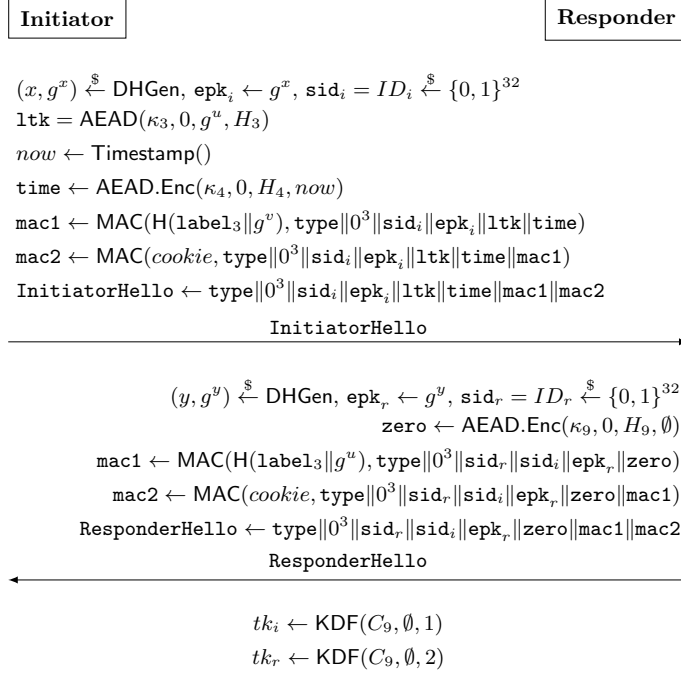 Initiator
Responder
(x, g^x) ←$ DHGen, epk_i ← g^x, sid_i = ID_i ←$ {0, 1}^32
ltk = AEAD(κ_3, 0, g^u, H_3)
now ← Timestamp()
time ← AEAD.Enc(κ_4, 0, H_4, now)
mac1 ← MAC(H(label_3‖g^v), type‖0^3‖sid_i‖epk_i‖ltk‖time)
mac2 ← MAC(cookie, type‖0^3‖sid_i‖epk_i‖ltk‖time‖mac1)
InitiatorHello ← type‖0^3‖sid_i‖epk_i‖ltk‖time‖mac1‖mac2
InitiatorHello
(y, g^y) ←$ DHGen, epk_r ← g^y, sid_r = ID_r ←$ {0, 1}^32
zero ← AEAD.Enc(κ_9, 0, H_9, ∅)
mac1 ← MAC(H(label_3‖g^u), type‖0^3‖sid_r‖sid_i‖epk_r‖zero)
mac2 ← MAC(cookie, type‖0^3‖sid_r‖sid_i‖epk_r‖zero‖mac1)
ResponderHello ← type‖0^3‖sid_r‖sid_i‖epk_r‖zero‖mac1‖mac2
ResponderHello
tk_i ← KDF(C_9, ∅, 1)
tk_r ← KDF(C_9, ∅, 2)